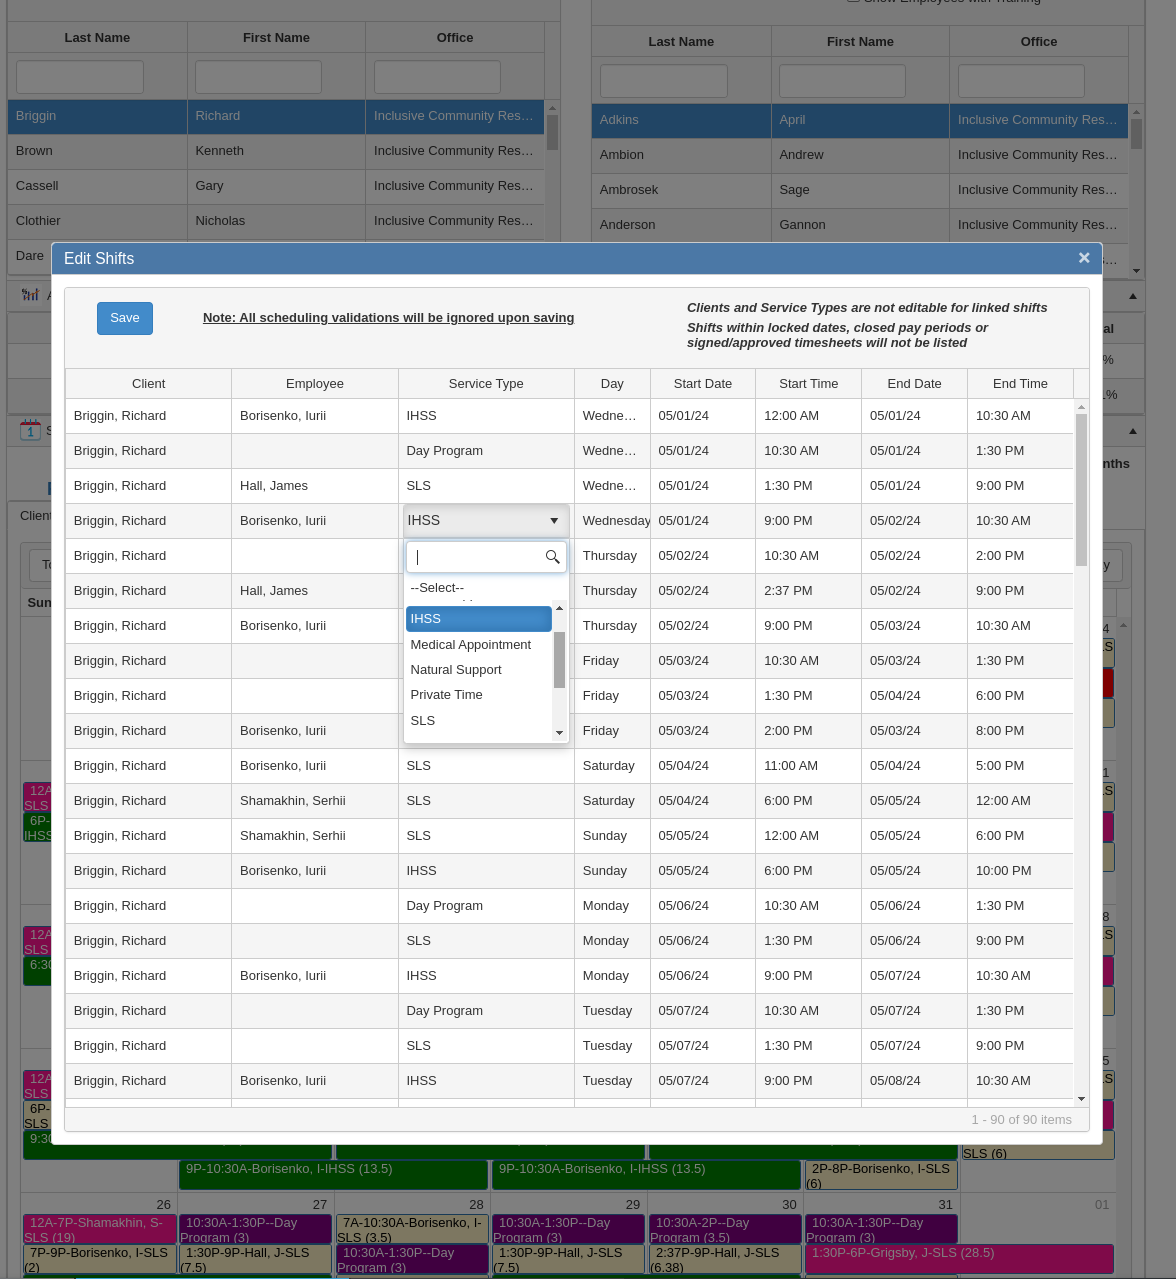 Show Employees with Training
Last Name First Name Office
Last Name First Name Office
Briggin Richard Inclusive Community Res…
Adkins April Inclusive Community Res…
Brown Kenneth Inclusive Community Res…
Ambion Andrew Inclusive Community Res…
Cassell Gary Inclusive Community Res…
Ambrosek Sage Inclusive Community Res…
Clothier Nicholas Inclusive Community Res…
Anderson Gannon Inclusive Community Res…
Dare
Edit Shifts ×
Save
Note: All scheduling validations will be ignored upon saving
Clients and Service Types are not editable for linked shifts
Shifts within locked dates, closed pay periods or
signed/approved timesheets will not be listed
Client Employee Service Type Day Start Date Start Time End Date End Time
Briggin, Richard Borisenko, Iurii IHSS Wedne… 05/01/24 12:00 AM 05/01/24 10:30 AM
Briggin, Richard Day Program Wedne… 05/01/24 10:30 AM 05/01/24 1:30 PM
Briggin, Richard Hall, James SLS Wedne… 05/01/24 1:30 PM 05/01/24 9:00 PM
Briggin, Richard Borisenko, Iurii IHSS Wednesday 05/01/24 9:00 PM 05/02/24 10:30 AM
Briggin, Richard Thursday 05/02/24 10:30 AM 05/02/24 2:00 PM
Briggin, Richard Hall, James Thursday 05/02/24 2:37 PM 05/02/24 9:00 PM
Briggin, Richard Borisenko, Iurii Thursday 05/02/24 9:00 PM 05/03/24 10:30 AM
Briggin, Richard Friday 05/03/24 10:30 AM 05/03/24 1:30 PM
Briggin, Richard Friday 05/03/24 1:30 PM 05/04/24 6:00 PM
Briggin, Richard Borisenko, Iurii Friday 05/03/24 2:00 PM 05/03/24 8:00 PM
--Select--
IHSS
Medical Appointment
Natural Support
Private Time
SLS
Briggin, Richard Borisenko, Iurii SLS Saturday 05/04/24 11:00 AM 05/04/24 5:00 PM
Briggin, Richard Shamakhin, Serhii SLS Saturday 05/04/24 6:00 PM 05/05/24 12:00 AM
Briggin, Richard Shamakhin, Serhii SLS Sunday 05/05/24 12:00 AM 05/05/24 6:00 PM
Briggin, Richard Borisenko, Iurii IHSS Sunday 05/05/24 6:00 PM 05/05/24 10:00 PM
Briggin, Richard Day Program Monday 05/06/24 10:30 AM 05/06/24 1:30 PM
Briggin, Richard SLS Monday 05/06/24 1:30 PM 05/06/24 9:00 PM
Briggin, Richard Borisenko, Iurii IHSS Monday 05/06/24 9:00 PM 05/07/24 10:30 AM
Briggin, Richard Day Program Tuesday 05/07/24 10:30 AM 05/07/24 1:30 PM
Briggin, Richard SLS Tuesday 05/07/24 1:30 PM 05/07/24 9:00 PM
Briggin, Richard Borisenko, Iurii IHSS Tuesday 05/07/24 9:00 PM 05/08/24 10:30 AM
1 - 90 of 90 items
SLS (6)
9P-10:30A-Borisenko, I-IHSS (13.5)
9P-10:30A-Borisenko, I-IHSS (13.5)
2P-8P-Borisenko, I-SLS
(6)
26 27 28 29 30 31 01
12A-7P-Shamakhin, S-
SLS (19)
10:30A-1:30P--Day
Program (3)
7A-10:30A-Borisenko, I-
SLS (3.5)
10:30A-1:30P--Day
Program (3)
10:30A-2P--Day
Program (3.5)
10:30A-1:30P--Day
Program (3)
7P-9P-Borisenko, I-SLS
(2)
1:30P-9P-Hall, J-SLS
(7.5)
10:30A-1:30P--Day
Program (3)
1:30P-9P-Hall, J-SLS
(7.5)
2:37P-9P-Hall, J-SLS
(6.38)
1:30P-6P-Grigsby, J-SLS (28.5)